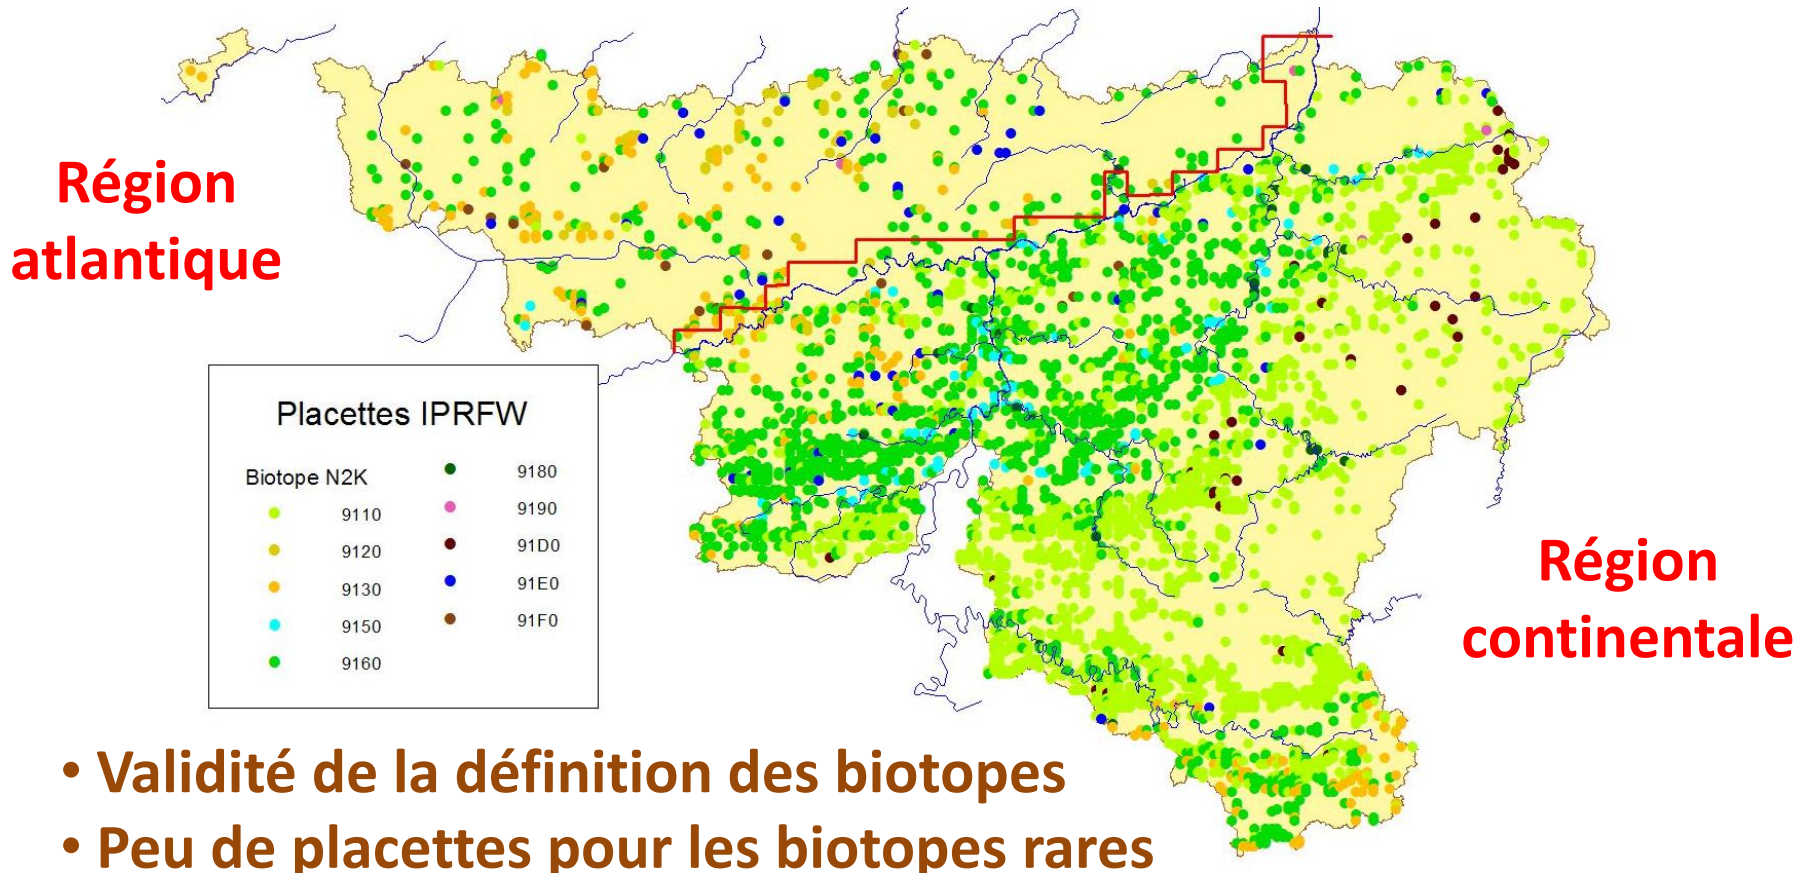 Région
atlantique
Placettes IPRFW
Biotope N2K
9110
9120
9130
9150
9160
9180
9190
91D0
91E0
91F0
Région
continentale
• Validité de la définition des biotopes
• Peu de placettes pour les biotopes rares